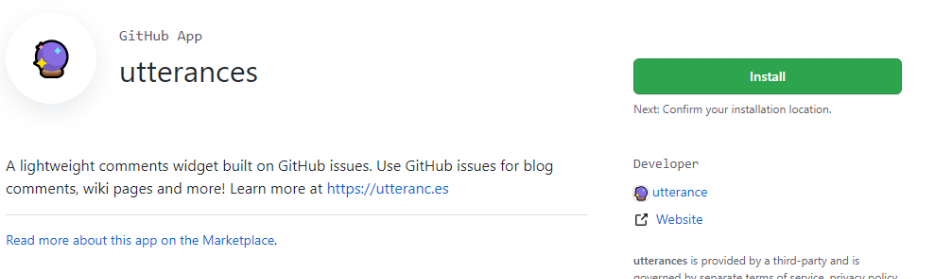 GitHub App
utterances
Install
Next: Confirm your installation location.
A lightweight comments widget built on GitHub issues. Use GitHub issues for blog
comments, wiki pages and more! Learn more at https://utteranc.es
Read more about this app on the Marketplace.
Developer
utterance
Website
utterances is provided by a third-party and is
governed by separate terms of service, privacy policy,